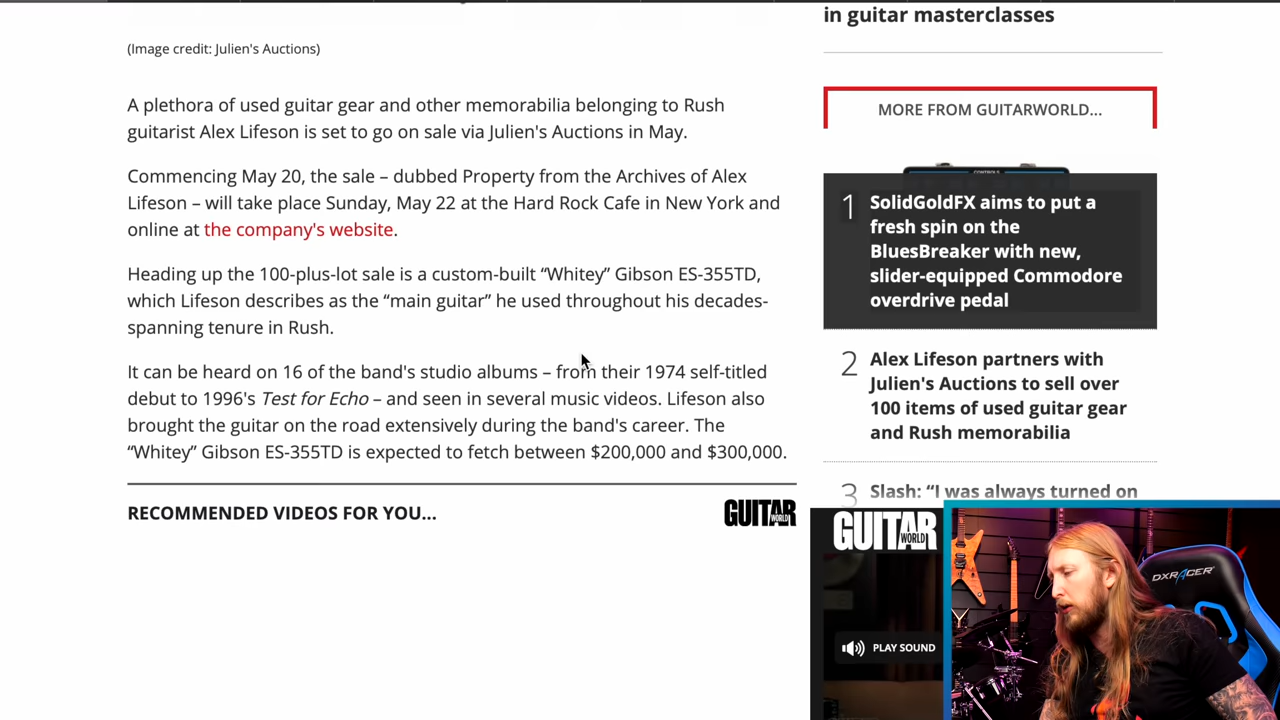 in guitar masterclasses
(Image credit: Julien's Auctions)
MORE FROM GUITARWORLD...
A plethora of used guitar gear and other memorabilia belonging to Rush
guitarist Alex Lifeson is set to go on sale via Julien's Auctions in May.
Commencing May 20, the sale – dubbed Property from the Archives of Alex
Lifeson – will take place Sunday, May 22 at the Hard Rock Cafe in New York and
online at the company's website.
Heading up the 100-plus-lot sale is a custom-built “Whitey” Gibson ES-355TD,
which Lifeson describes as the “main guitar” he used throughout his decades-
spanning tenure in Rush.
It can be heard on 16 of the band's studio albums – from their 1974 self-titled
debut to 1996's Test for Echo – and seen in several music videos. Lifeson also
brought the guitar on the road extensively during the band's career. The
“Whitey” Gibson ES-355TD is expected to fetch between $200,000 and $300,000.
RECOMMENDED VIDEOS FOR YOU...
GUITAR WORLD
CONTROLS
1 SolidGoldFX aims to put a
fresh spin on the
BluesBreaker with new,
slider-equipped Commodore
overdrive pedal
2 Alex Lifeson partners with
Julien's Auctions to sell over
100 items of used guitar gear
and Rush memorabilia
3 Slash: “I was always turned on
GUITAR WORLD
PLAY SOUND
DXRACER